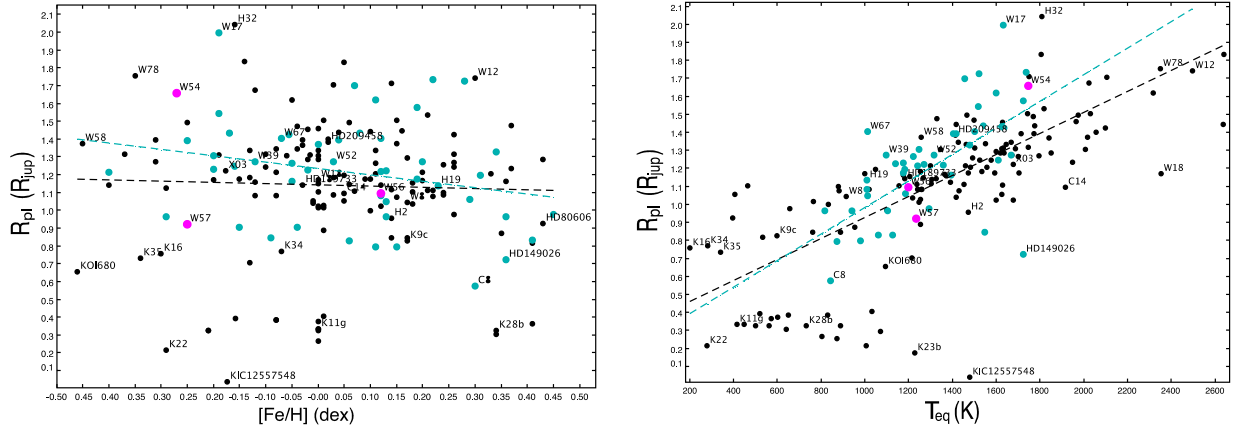 2.1
2.0
1.9
1.8
1.7
1.6
1.5
1.4
1.3
1.2
1.1
1.0
0.9
0.8
0.7
0.6
0.5
0.4
0.3
0.2
0.1
R_pl (R_jup)
H32
W17
W78
W12
W54
W67
HD209458
W58
W39
W52
X03
HD189733
H19
W56
H2
W57
HD80606
K9c
K16
K34
K35
HD149026
KOI680
K11g
K28b
K22
KIC12557548
-0.50 -0.45 -0.40 -0.35 -0.30 -0.25 -0.20 -0.15 -0.10 -0.05 -0.00 0.05 0.10 0.15 0.20 0.25 0.30 0.35 0.40 0.45 0.50
[Fe/H] (dex)
2.1
2.0
1.9
1.8
1.7
1.6
1.5
1.4
1.3
1.2
1.1
1.0
0.9
0.8
0.7
0.6
0.5
0.4
0.3
0.2
0.1
R_pl (R_jup)
H32
W17
W78
W12
W54
W58
HD209458
W39
W52
X03
H19
HD189733
W18
W8
C14
W57
H2
K9c
K16
K34
K35
HD149026
KOI680
C8
K11g
K28b
K22
K23b
KIC12557548
200 400 600 800 1000 1200 1400 1600 1800 2000 2200 2400 2600
T_eq (K)